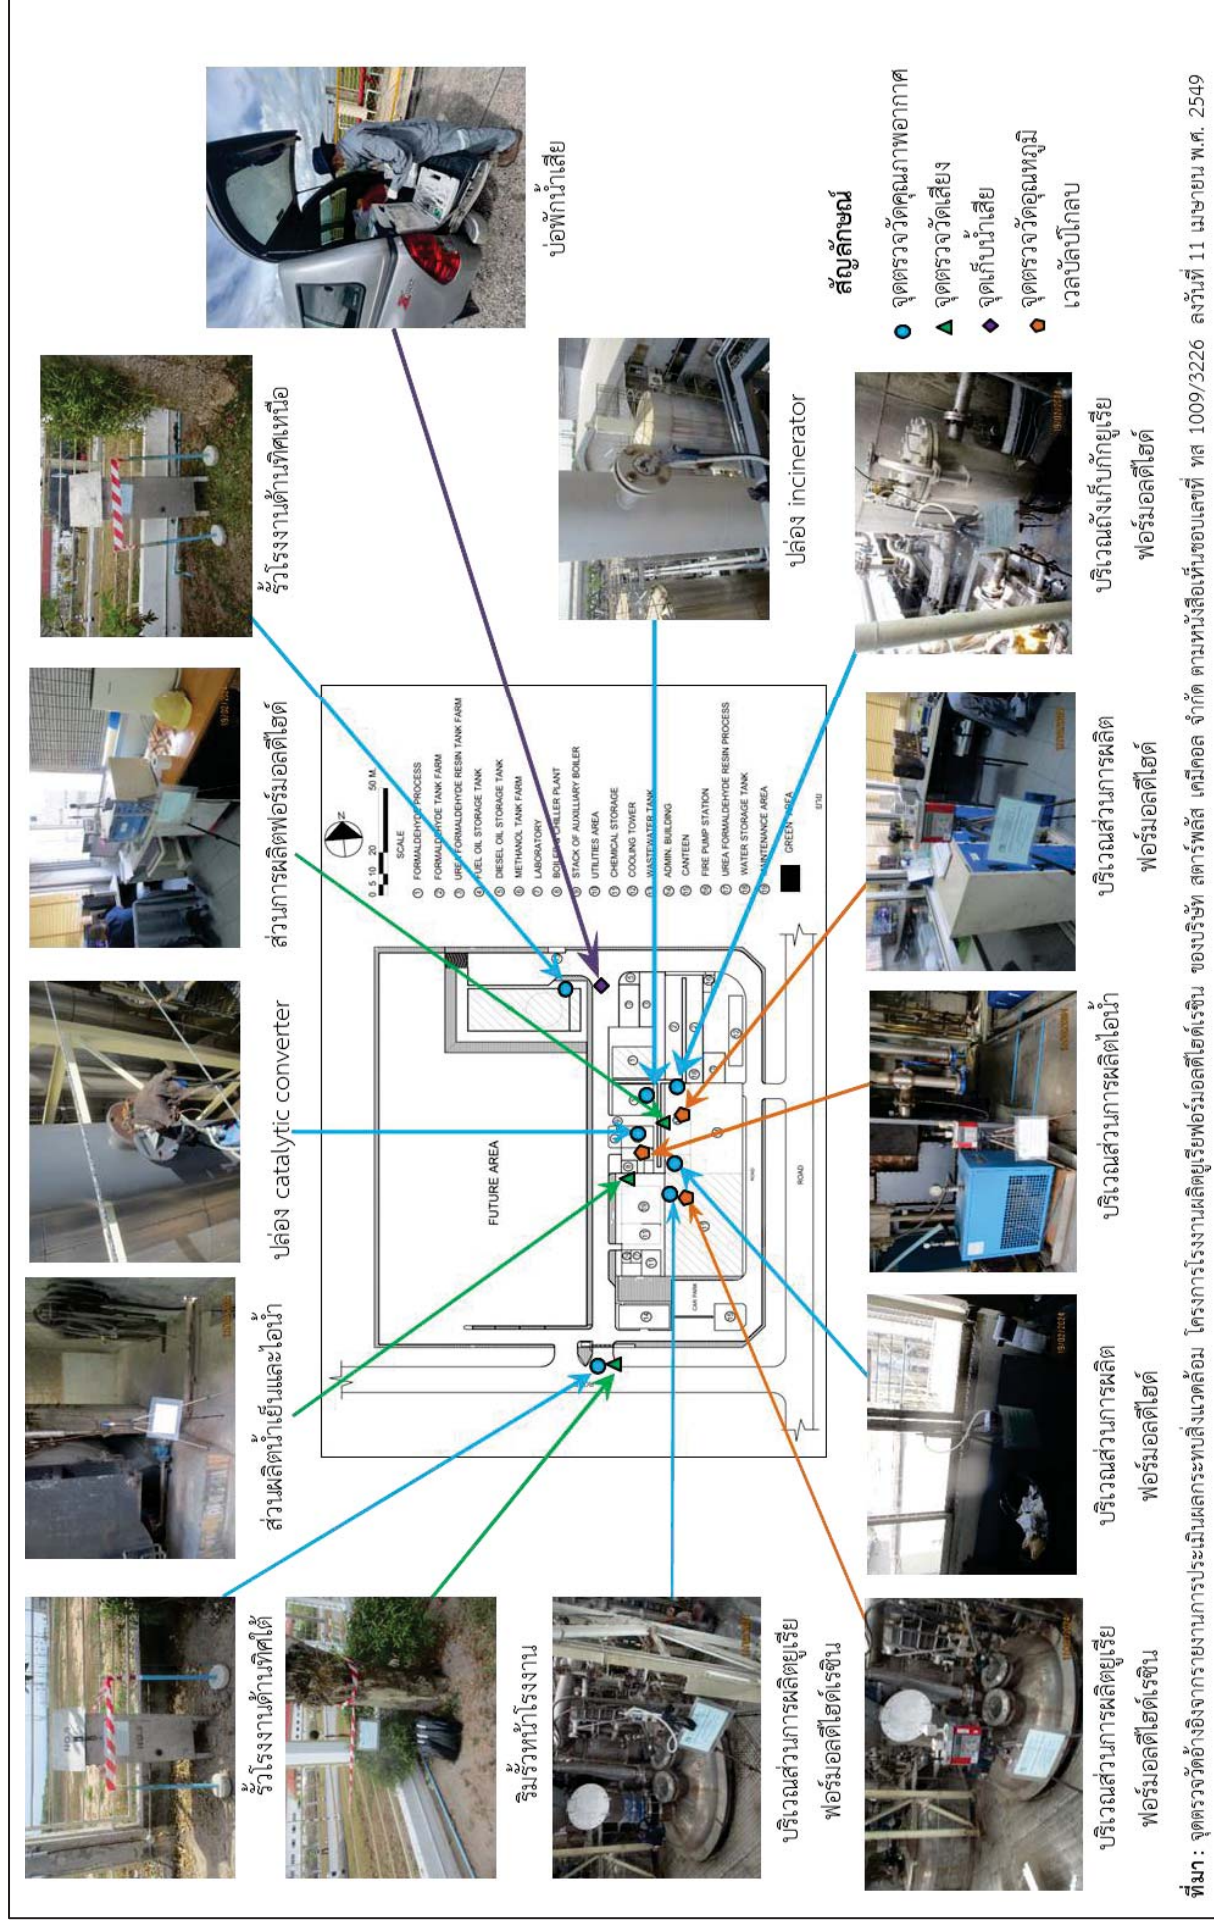 รั้วโรงงานด้านทิศใต้
ส่วนผลิตน้ำเย็นและไอน้ำ
ปล่อง catalytic converter
ส่วนการผลิตฟอร์มอลดีไฮด์
รั้วโรงงานด้านทิศเหนือ
บ่อพักน้ำเสีย
ริมรั้วหน้าโรงงาน
ปล่อง incinerator
N
0 5 10 20 50 M.
SCALE
① FORMALDEHYDE PROCESS
② FORMALDEHYDE TANK FARM
③ UREA FORMALDEHYDE RESIN TANK FARM
④ FUEL OIL STORAGE TANK
⑤ DIESEL OIL STORAGE TANK
⑥ METHANOL TANK FARM
⑦ LABORATORY
⑧ BOILER & CHILLER PLANT
⑨ STACK OF AUXILLIARY BOILER
⑩ UTILITIES AREA
⑪ CHEMICAL STORAGE
⑫ COOLING TOWER
⑬ WASTEWATER TANK
⑭ ADMIN. BUILDING
⑮ CANTEEN
⑯ FIRE PUMP STATION
⑰ UREA FORMALDEHYDE RESIN PROCESS
⑱ WATER STORAGE TANK
⑲ MAINTENANCE AREA
GREEN AREA
FUTURE AREA
CAR PARK
ROAD
ROAD
สัญลักษณ์
จุดตรวจวัดคุณภาพอากาศ
จุดตรวจวัดเสียง
จุดเก็บน้ำเสีย
จุดตรวจวัดอุณหภูมิ
เวลบัลบ์โกลบ
บริเวณส่วนการผลิตยูเรีย
ฟอร์มอลดีไฮด์เรซิน
บริเวณส่วนการผลิตยูเรีย
ฟอร์มอลดีไฮด์เรซิน
บริเวณส่วนการผลิต
ฟอร์มอลดีไฮด์
บริเวณส่วนการผลิตไอน้ำ
บริเวณส่วนการผลิต
ฟอร์มอลดีไฮด์
บริเวณถังเก็บกักยูเรีย
ฟอร์มอลดีไฮด์
ที่มา : จุดตรวจวัดอ้างอิงจากรายงานการประเมินผลกระทบสิ่งแวดล้อม โครงการโรงงานผลิตยูเรียฟอร์มอลดีไฮด์เรซิน ของบริษัท สตาร์พลัส เคมีคอล จำกัด ตามหนังสือเห็นชอบเลขที่ ทส 1009/3226 ลงวันที่ 11 เมษายน พ.ศ. 2549